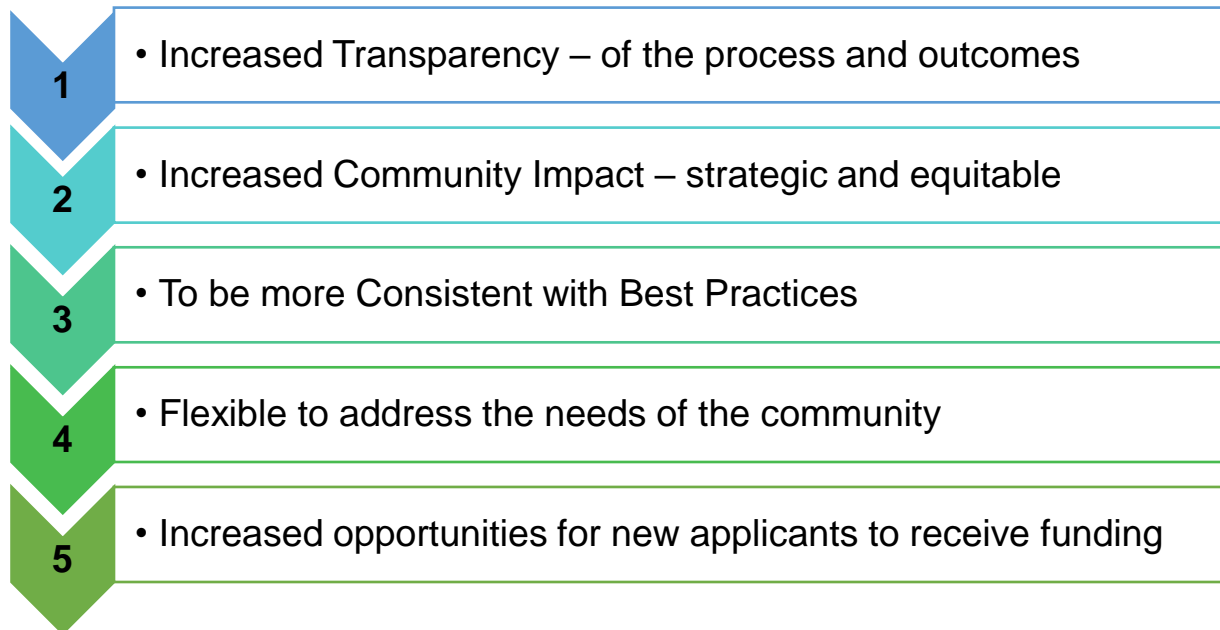 1
• Increased Transparency – of the process and outcomes
2
• Increased Community Impact – strategic and equitable
3
• To be more Consistent with Best Practices
4
• Flexible to address the needs of the community
5
• Increased opportunities for new applicants to receive funding